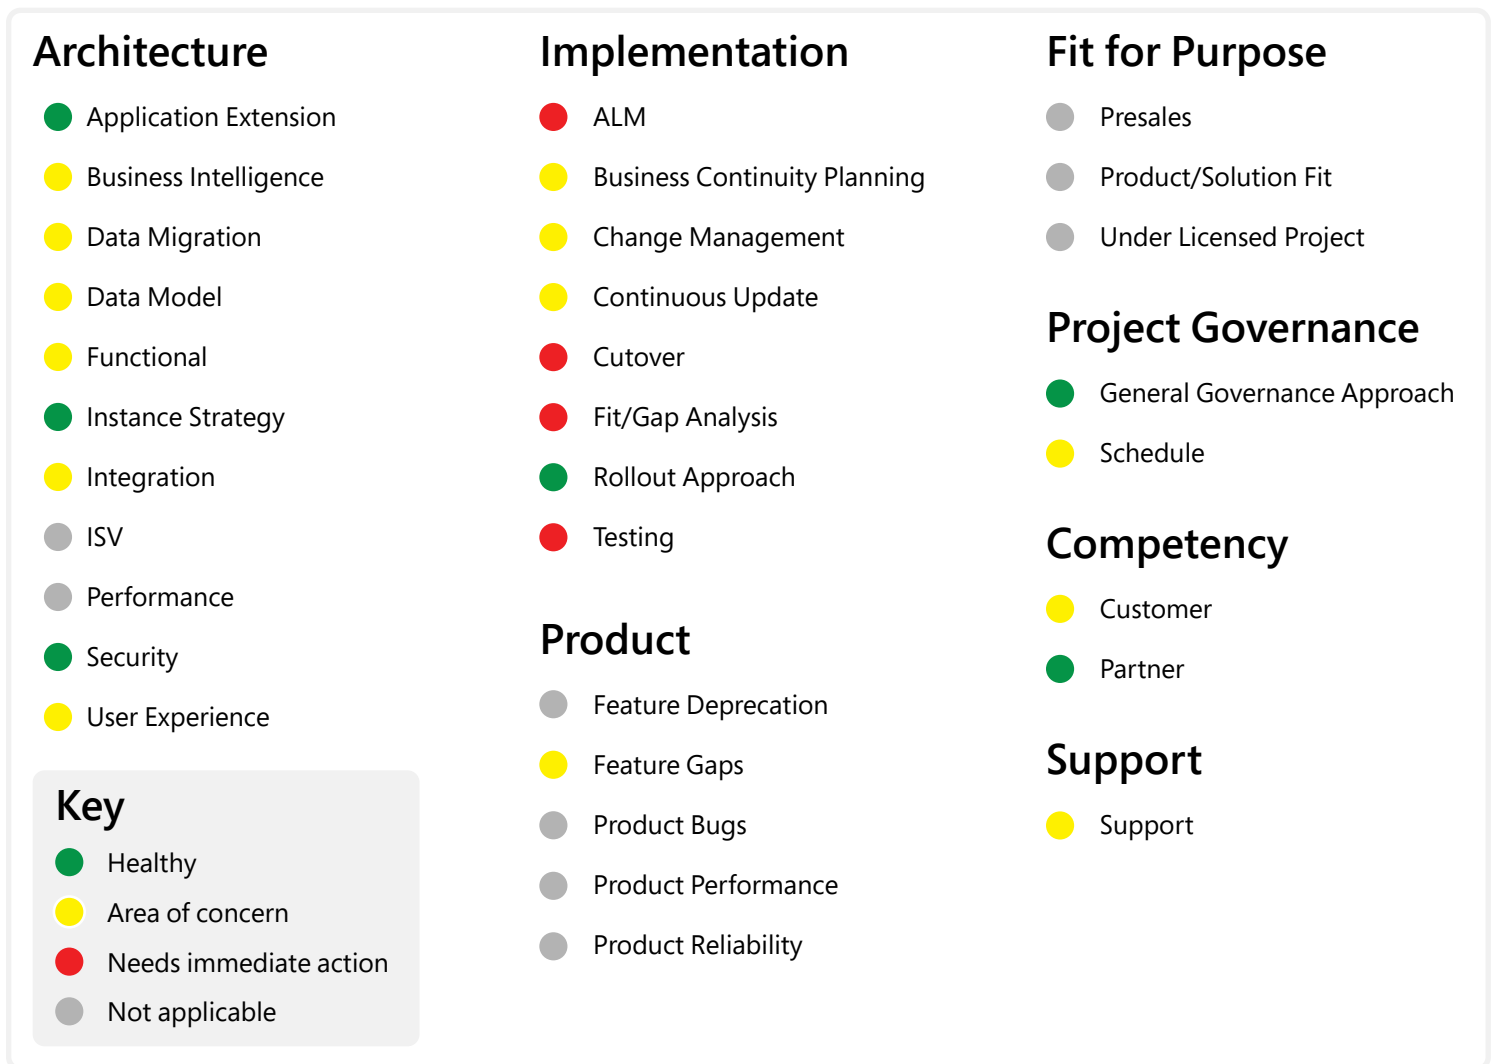 Architecture
Application Extension
Business Intelligence
Data Migration
Data Model
Functional
Instance Strategy
Integration
ISV
Performance
Security
User Experience
Key
Healthy
Area of concern
Needs immediate action
Not applicable
Implementation
ALM
Business Continuity Planning
Change Management
Continuous Update
Cutover
Fit/Gap Analysis
Rollout Approach
Testing
Product
Feature Deprecation
Feature Gaps
Product Bugs
Product Performance
Product Reliability
Fit for Purpose
Presales
Product/Solution Fit
Under Licensed Project
Project Governance
General Governance Approach
Schedule
Competency
Customer
Partner
Support
Support